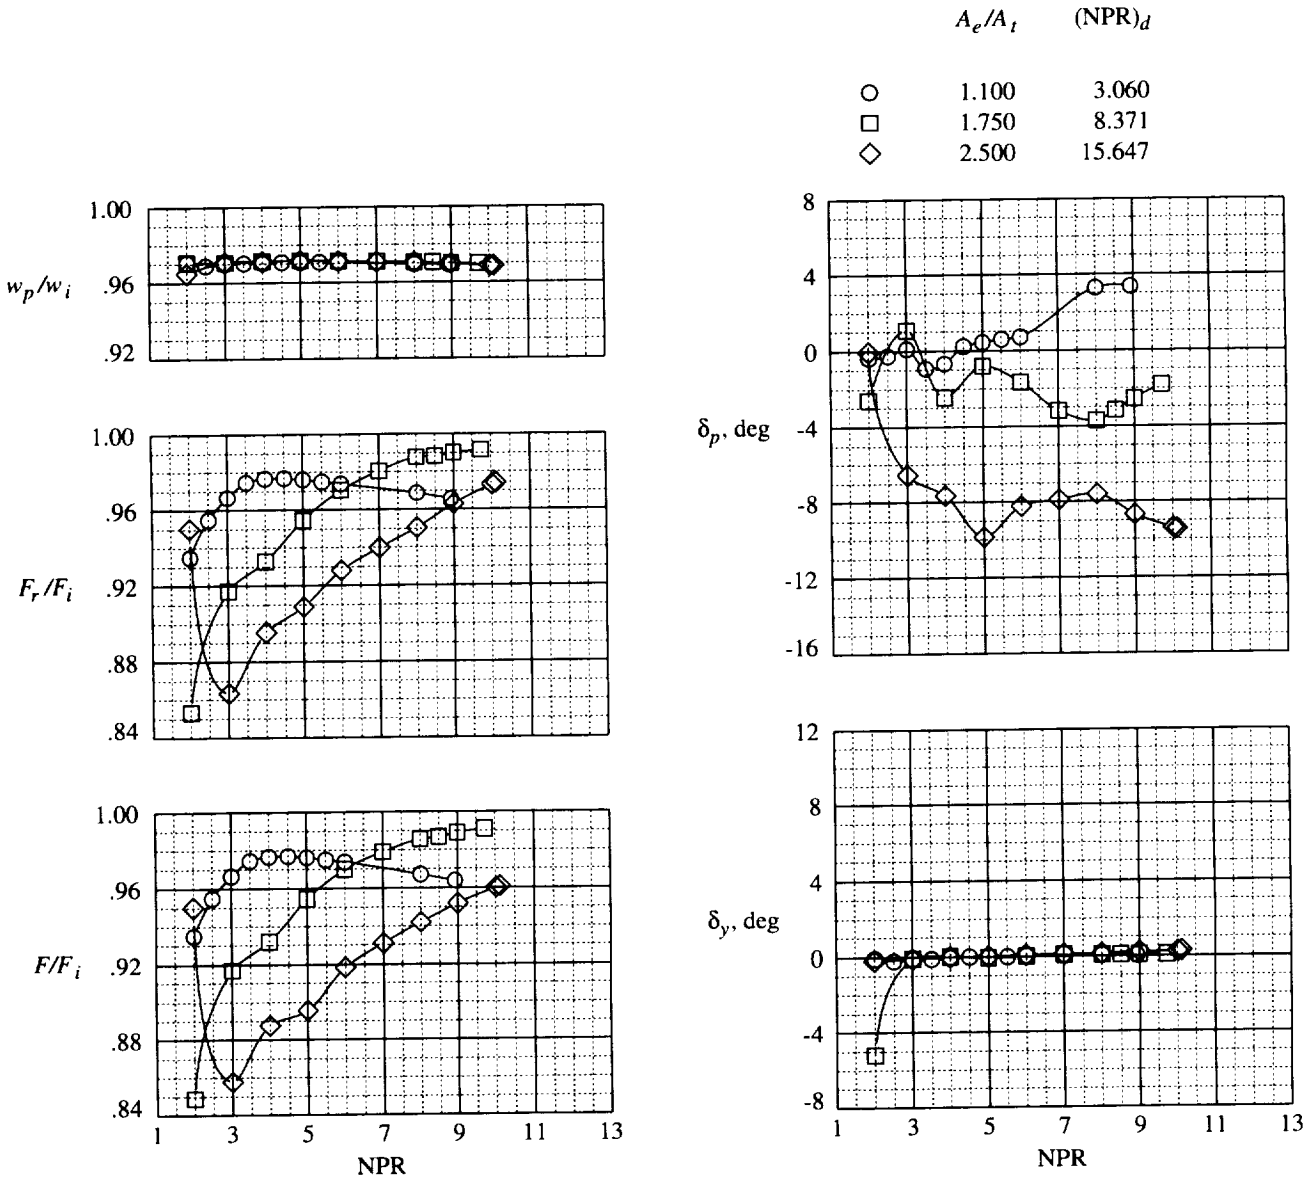 A_e/A_t (NPR)_d
1.100 3.060
1.750 8.371
2.500 15.647
1.00
.96
.92
w_p/w_i
1.00
.96
.92
.88
.84
F_r/F_i
1.00
.96
.92
.88
.84
F/F_i
1 3 5 7 9 11 13
NPR
8
4
0
-4
-8
-12
-16
δ_p, deg
12
8
4
0
-4
-8
δ_y, deg
1 3 5 7 9 11 13
NPR